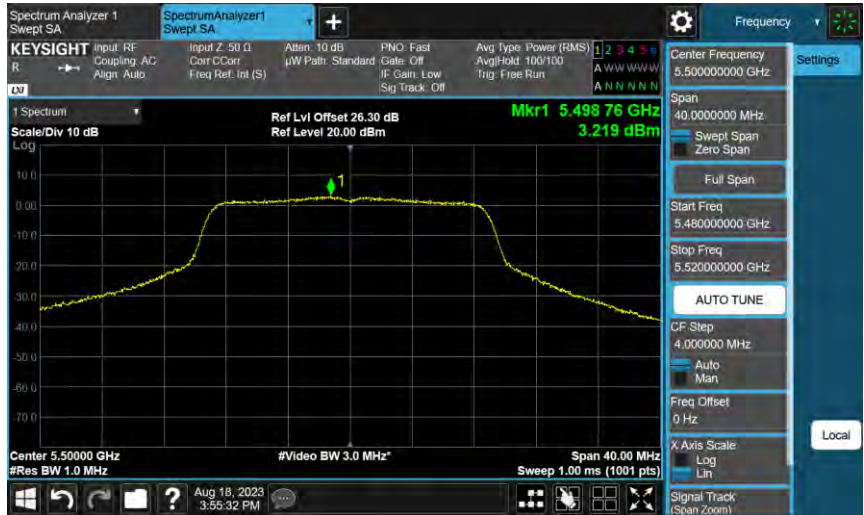 Spectrum Analyzer 1
Swept SA
SpectrumAnalyzer1
Swept SA
+
Frequency
KEYSIGHT
R
LXI
Input: RF
Coupling: AC
Align: Auto
Input Z: 50 Ω
Corr CCorr
Freq Ref: Int (S)
Atten: 10 dB
µW Path: Standard
PNO: Fast
Gate: Off
IF Gain: Low
Sig Track: Off
Avg Type: Power (RMS)
Avg|Hold: 100/100
Trig: Free Run
1 2 3 4 5 6
A W W W W W
A N N N N N
1 Spectrum
Scale/Div 10 dB
Log
Ref Lvl Offset 26.30 dB
Ref Level 20.00 dBm
Mkr1 5.498 76 GHz
3.219 dBm
1
10.0
0.00
-10.0
-20.0
-30.0
-40.0
-50.0
-60.0
-70.0
Center 5.50000 GHz
#Res BW 1.0 MHz
#Video BW 3.0 MHz*
Span 40.00 MHz
Sweep 1.00 ms (1001 pts)
?
Aug 18, 2023
3:55:32 PM
Center Frequency
5.500000000 GHz
Span
40.0000000 MHz
Swept Span
Zero Span
Full Span
Start Freq
5.480000000 GHz
Stop Freq
5.520000000 GHz
AUTO TUNE
CF Step
4.000000 MHz
Auto
Man
Freq Offset
0 Hz
X Axis Scale
Log
Lin
Signal Track
(Span Zoom)
Settings
Local